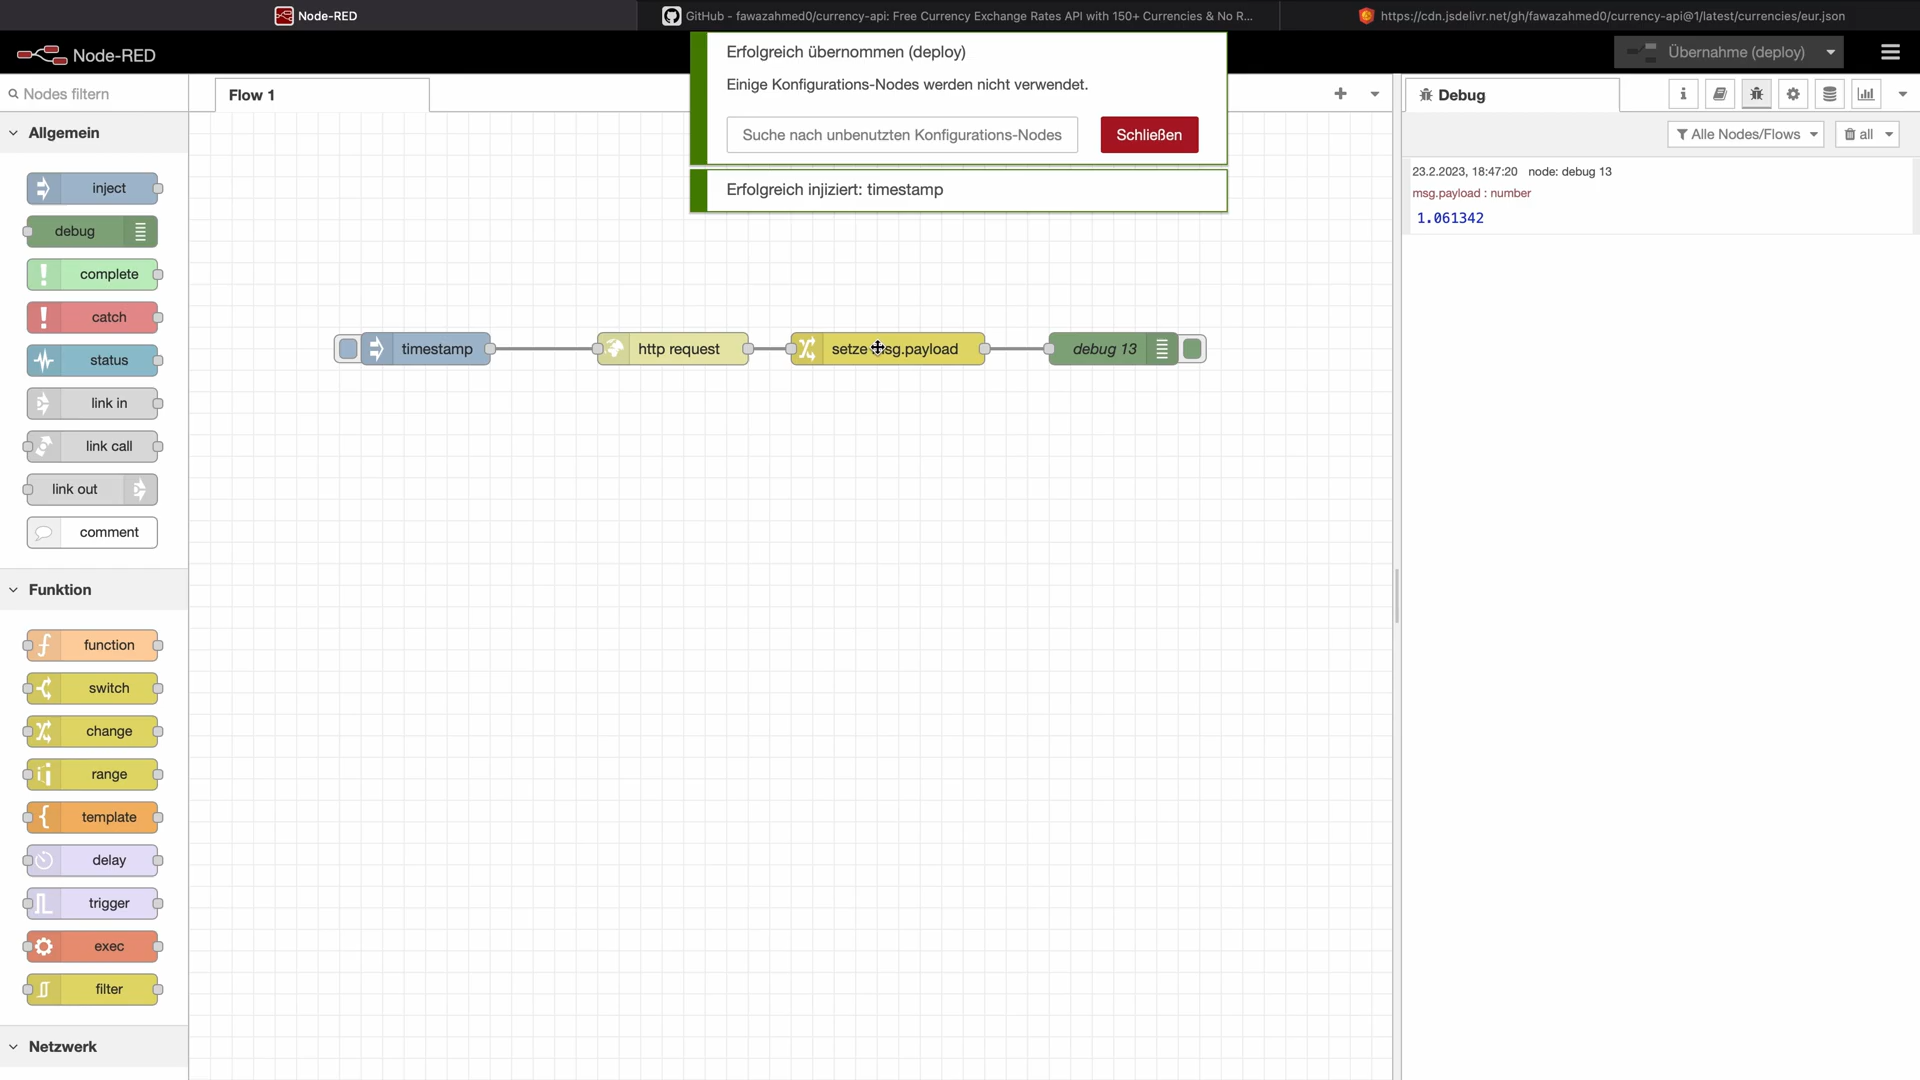 Node-RED
GitHub - fawazahmed0/currency-api: Free Currency Exchange Rates API with 150+ Currencies & No R...
https://cdn.jsdelivr.net/gh/fawazahmed0/currency-api@1/latest/currencies/eur.json
Node-RED
Übernahme (deploy)
Erfolgreich übernommen (deploy)
Einige Konfigurations-Nodes werden nicht verwendet.
Suche nach unbenutzten Konfigurations-Nodes
Schließen
Erfolgreich injiziert: timestamp
Nodes filtern
Flow 1
Debug
Alle Nodes/Flows
all
23.2.2023, 18:47:20 node: debug 13
msg.payload : number
1.061342
Allgemein
inject
debug
complete
catch
status
link in
link call
link out
comment
Funktion
function
switch
change
range
template
delay
trigger
exec
filter
Netzwerk
timestamp
http request
setze msg.payload
debug 13